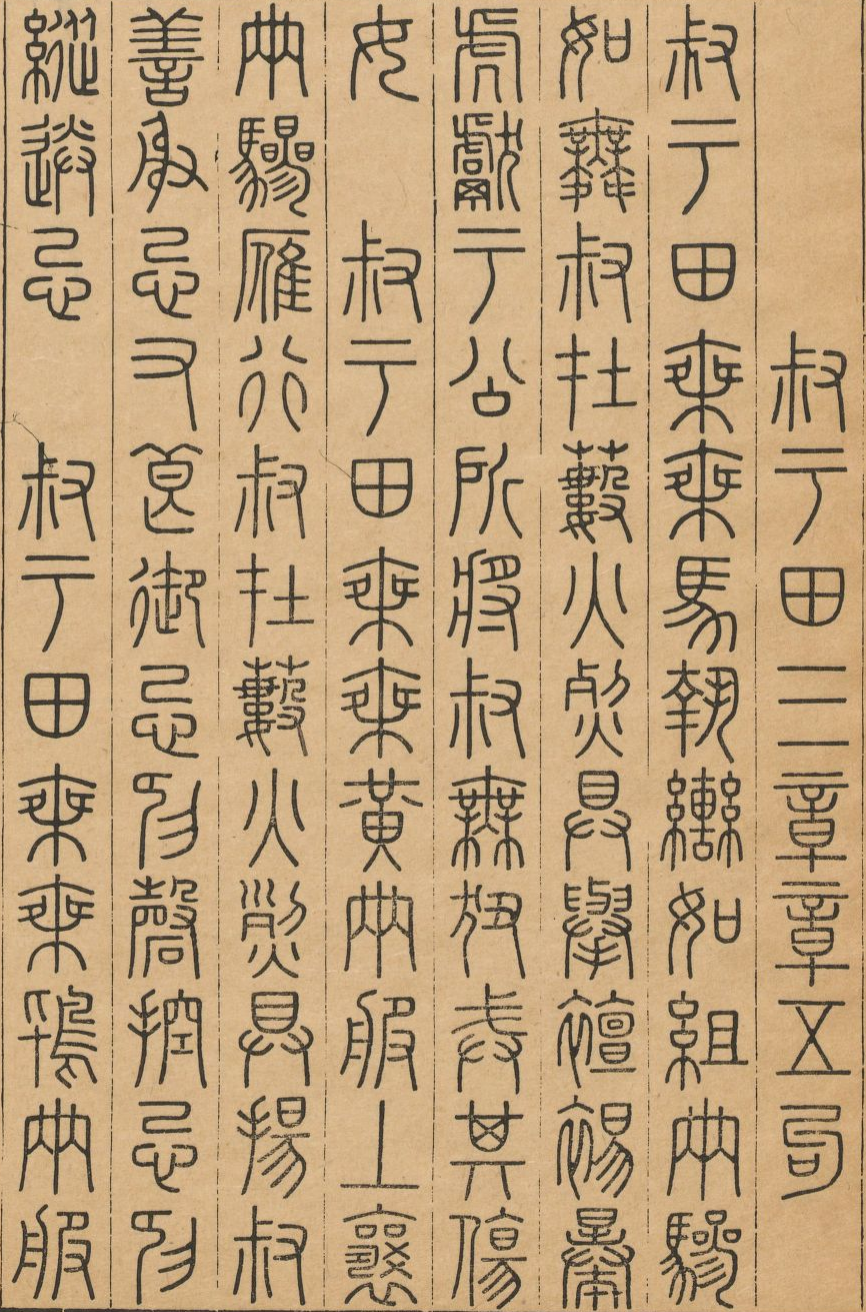 叔于田三章章五句
叔于田乘乘馬執轡如組兩驂
如舞叔在藪火烈具舉襢裼暴
虎獻于公所將叔無狃戒其傷
女　叔于田乘乘黃兩服上襄
兩驂雁行叔在藪火烈具揚叔
善射忌又良御忌抑磬控忌抑
縱送忌　叔于田乘乘鴇兩服